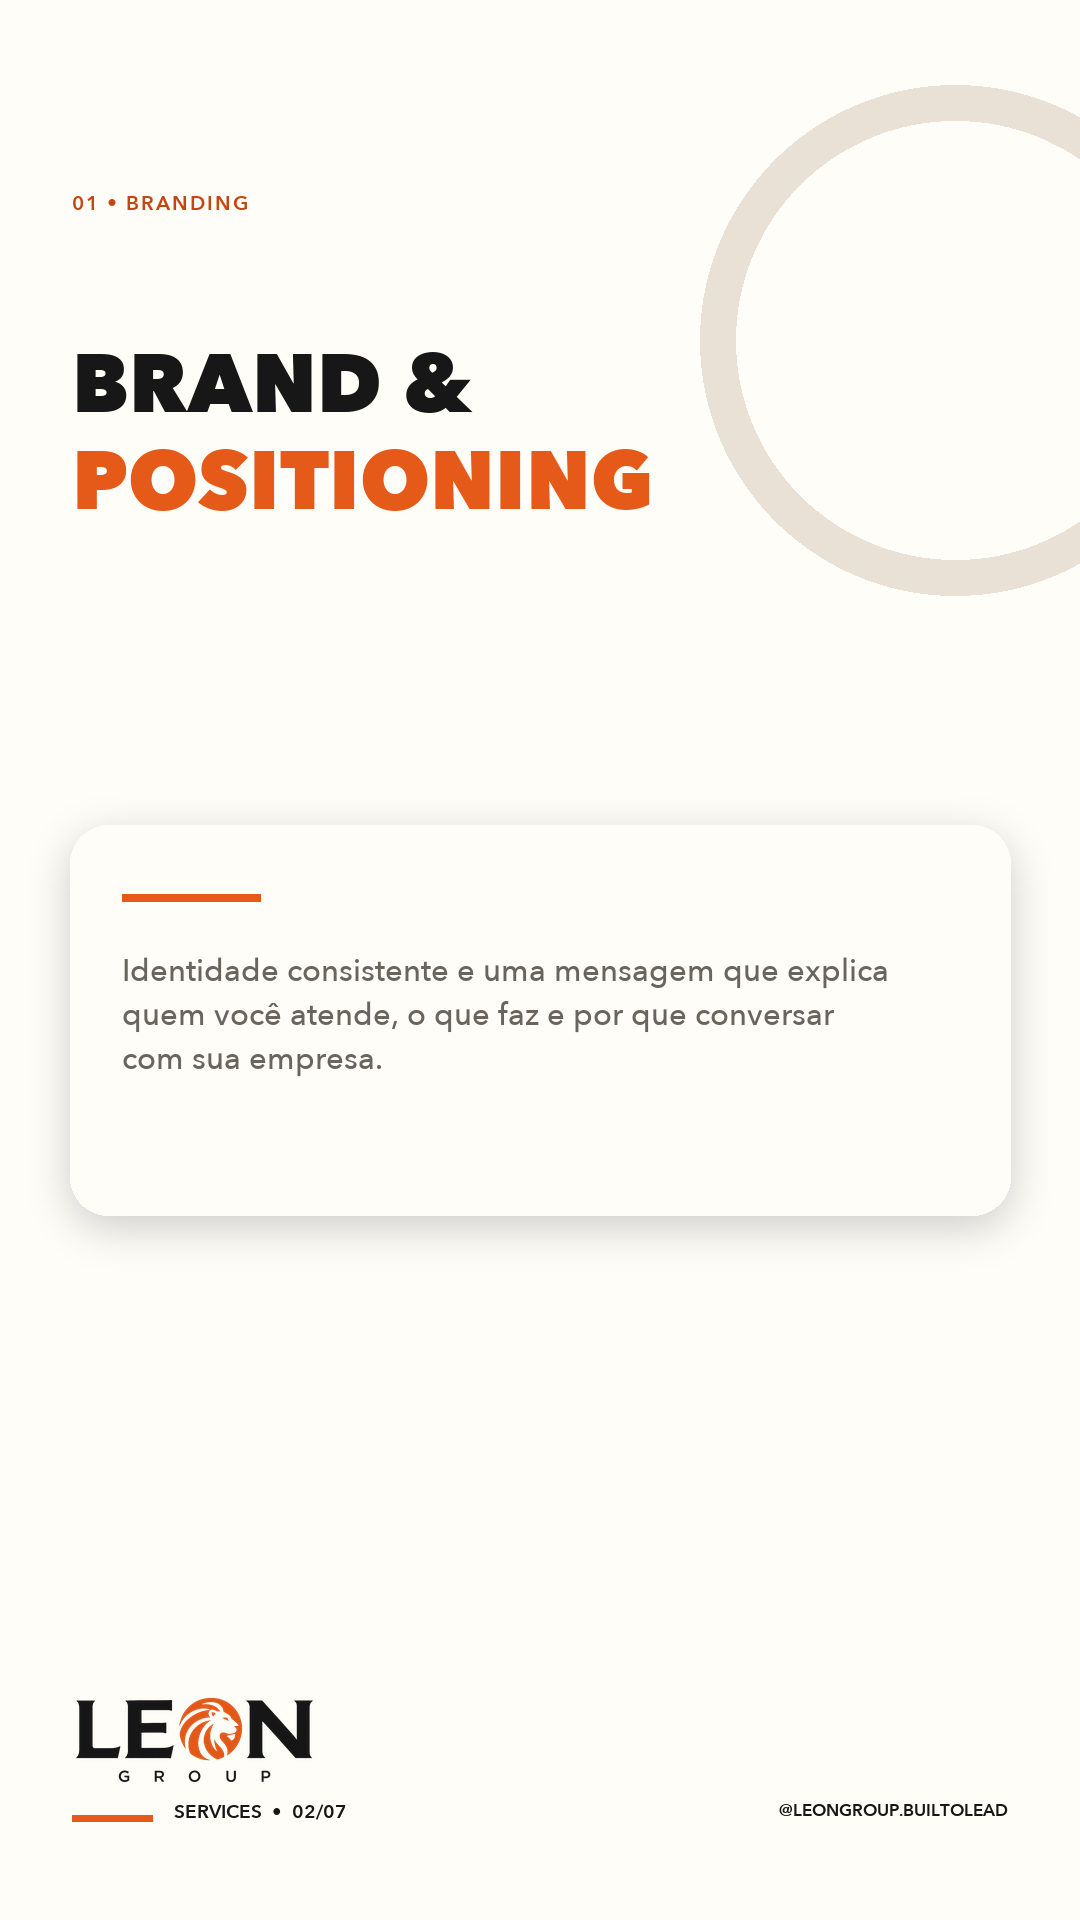 01 • BRANDING
BRAND &
POSITIONING
Identidade consistente e uma mensagem que explica
quem você atende, o que faz e por que conversar
com sua empresa.
LEON
GROUP
SERVICES • 02/07
@LEONGROUP.BUILTOLEAD